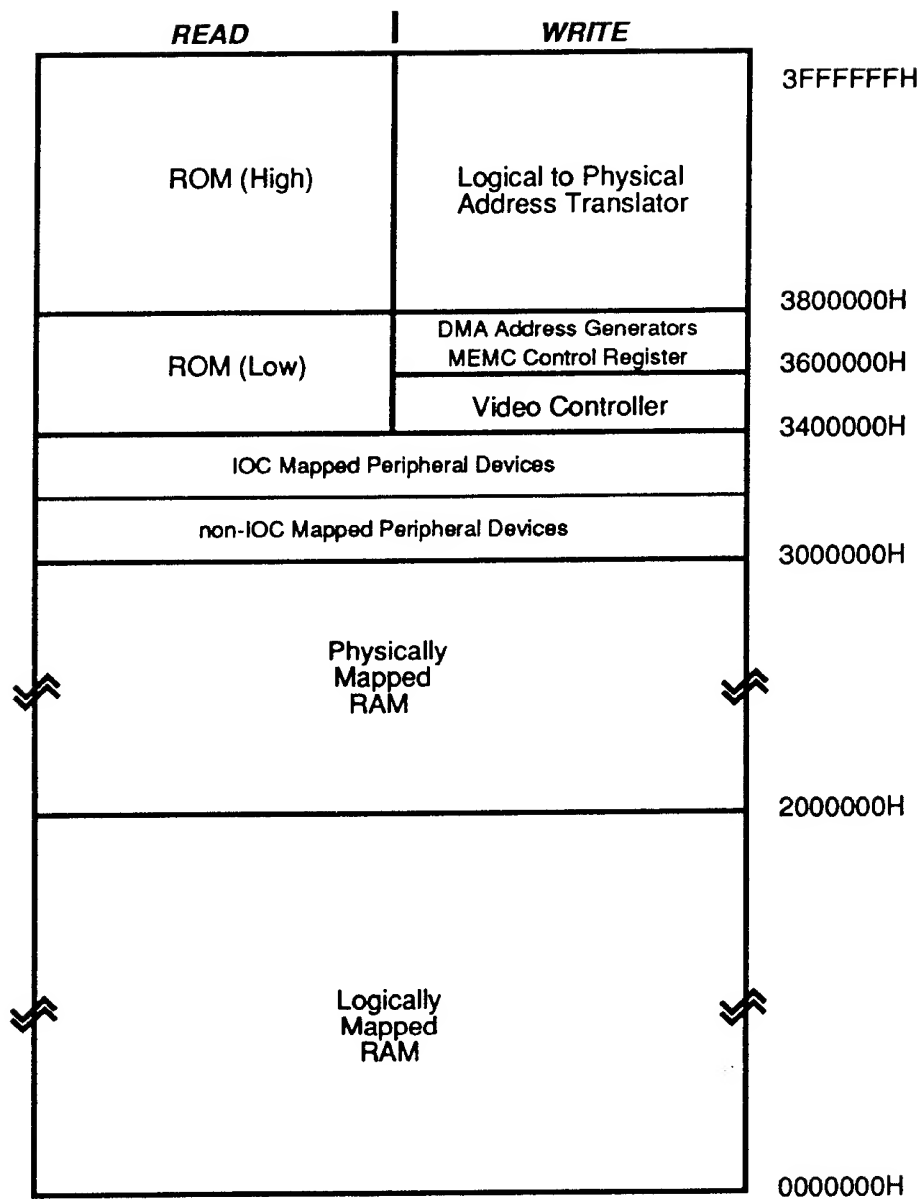 READ WRITE
3FFFFFFH
ROM (High)
Logical to Physical
Address Translator
3800000H
DMA Address Generators
MEMC Control Register
3600000H
ROM (Low)
Video Controller
3400000H
IOC Mapped Peripheral Devices
non-IOC Mapped Peripheral Devices
3000000H
Physically
Mapped
RAM
2000000H
Logically
Mapped
RAM
0000000H